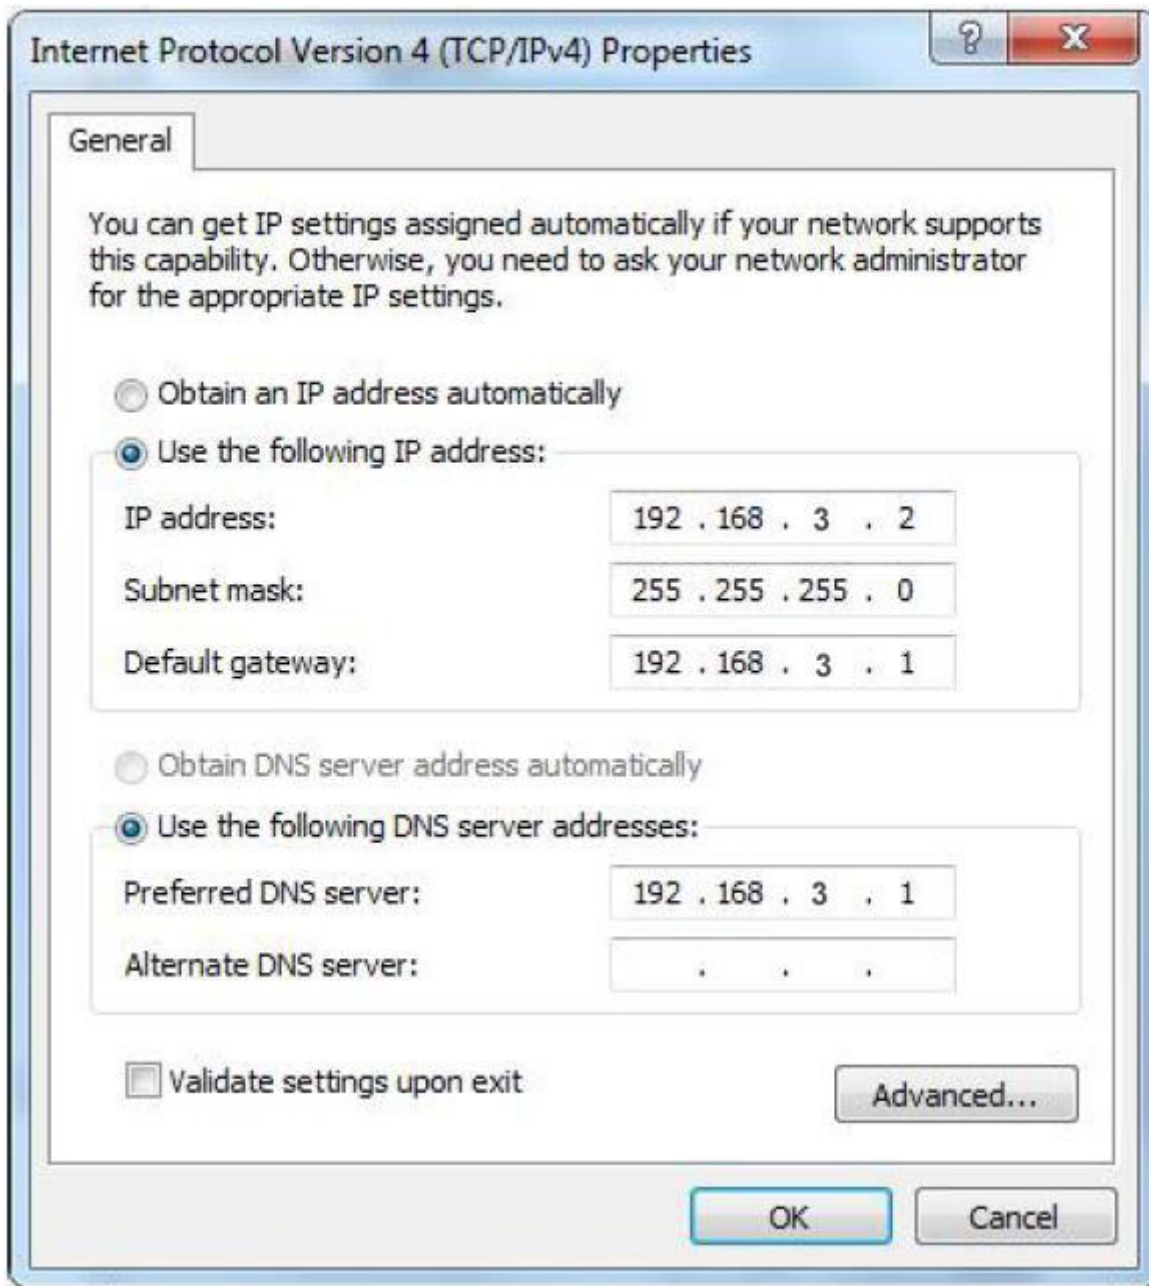 Internet Protocol Version 4 (TCP/IPv4) Properties
?
General
You can get IP settings assigned automatically if your network supports
this capability. Otherwise, you need to ask your network administrator
for the appropriate IP settings.
Obtain an IP address automatically
Use the following IP address:
IP address: 192 . 168 . 3 . 2
Subnet mask: 255 . 255 . 255 . 0
Default gateway: 192 . 168 . 3 . 1
Obtain DNS server address automatically
Use the following DNS server addresses:
Preferred DNS server: 192 . 168 . 3 . 1
Alternate DNS server: . . .
Validate settings upon exit
Advanced...
OK Cancel